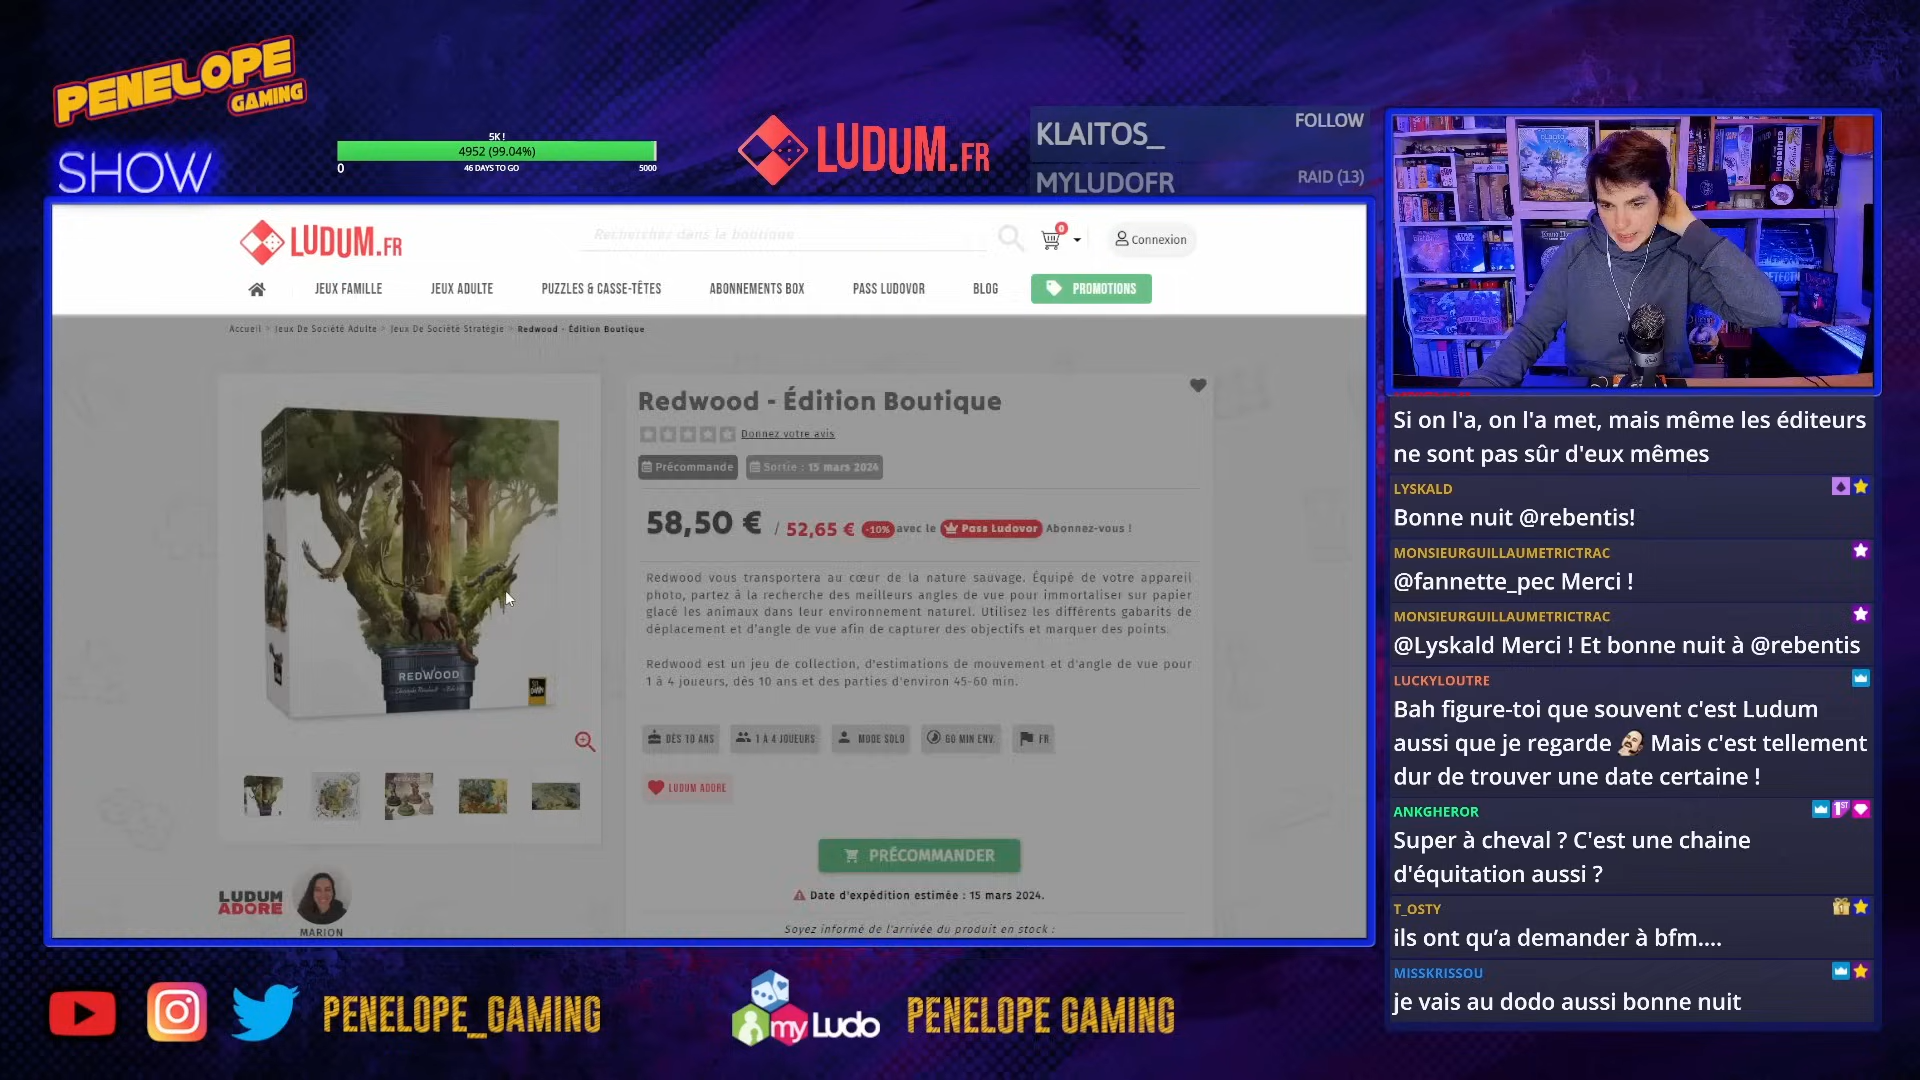 PENELOPE
GAMING
SHOW
5K !
4952 (99.04%)
0
46 DAYS TO GO
5000
LUDUM.FR
KLAITOS_
FOLLOW
MYLUDOFR
RAID (13)
LUDUM.FR
Rechercher dans la boutique
0
Connexion
JEUX FAMILLE
JEUX ADULTE
PUZZLES & CASSE-TÊTES
ABONNEMENTS BOX
PASS LUDOVOR
BLOG
PROMOTIONS
Accueil > Jeux De Société Adulte > Jeux De Société Stratégie > Redwood - Édition Boutique
Redwood - Édition Boutique
Donnez votre avis
Précommande
Sortie : 15 mars 2024
58,50 € / 52,65 € -10% avec le Pass Ludovor Abonnez-vous !
Redwood vous transportera au cœur de la nature sauvage. Équipé de votre appareil
photo, partez à la recherche des meilleurs angles de vue pour immortaliser sur papier
glacé les animaux dans leur environnement naturel. Utilisez les différents gabarits de
déplacement et d'angle de vue afin de capturer des objectifs et marquer des points.
Redwood est un jeu de collection, d'estimations de mouvement et d'angle de vue pour
1 à 4 joueurs, dès 10 ans et des parties d'environ 45-60 min.
REDWOOD
DÈS 10 ANS
1 À 4 JOUEURS
MODE SOLO
60 MIN ENV.
FR
LUDUM ADORE
PRÉCOMMANDER
Date d'expédition estimée : 15 mars 2024.
Soyez informé de l'arrivée du produit en stock :
LUDUM
ADORE
MARION
Si on l'a, on l'a met, mais même les éditeurs
ne sont pas sûr d'eux mêmes
LYSKALD
Bonne nuit @rebentis!
MONSIEURGUILLAUMETRICTRAC
@fannette_pec Merci !
MONSIEURGUILLAUMETRICTRAC
@Lyskald Merci ! Et bonne nuit à @rebentis
LUCKYLOUTRE
Bah figure-toi que souvent c'est Ludum
aussi que je regarde Mais c'est tellement
dur de trouver une date certaine !
ANKGHEROR
1ST
Super à cheval ? C'est une chaine
d'équitation aussi ?
T_OSTY
ils ont qu'a demander à bfm....
MISSKRISSOU
je vais au dodo aussi bonne nuit
PENELOPE_GAMING
myLudo
PENELOPE GAMING